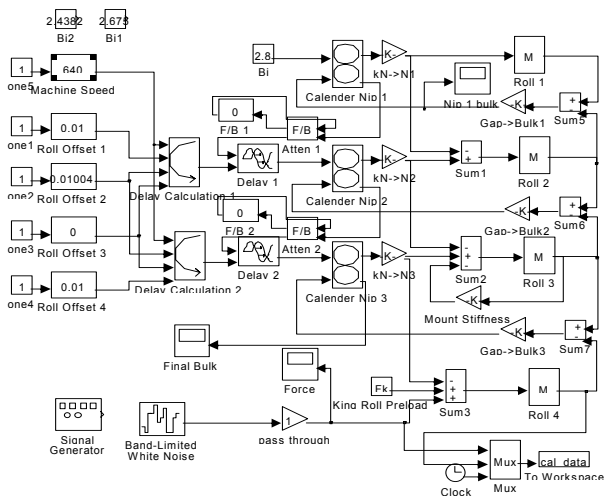 2.4382
2.675
Bi2
Bi1
1
640
one5
Machine Speed
2.8
Bi
K-
kN->N1
Calender Nip 1
Nip 1 bulk
M
Roll 1
-K
Gap->Bulk1
+
-
Sum5
0
F/B 1
F/B
Atten 1
1
0.01
one1
Roll Offset 1
1
0.01004
one2
Roll Offset 2
Delay Calculation 1
Delay 1
Calender Nip 2
K-
kN->N2
-
+
Sum1
M
Roll 2
-K
Gap->Bulk2
+
-
Sum6
0
F/B 2
F/B
Atten 2
1
0
one3
Roll Offset 3
1
0.01
one4
Roll Offset 4
Delay Calculation 2
Delay 2
Calender Nip 3
K-
kN->N3
-
+
-
Sum2
M
Roll 3
-K
Mount Stiffness
-K
Gap->Bulk3
+
-
Sum7
Final Bulk
Force
Fk
King Roll Preload
-
+
+
Sum3
M
Roll 4
Signal
Generator
Band-Limited
White Noise
1
pass through
Clock
Mux
Mux
cal_data
To Workspace